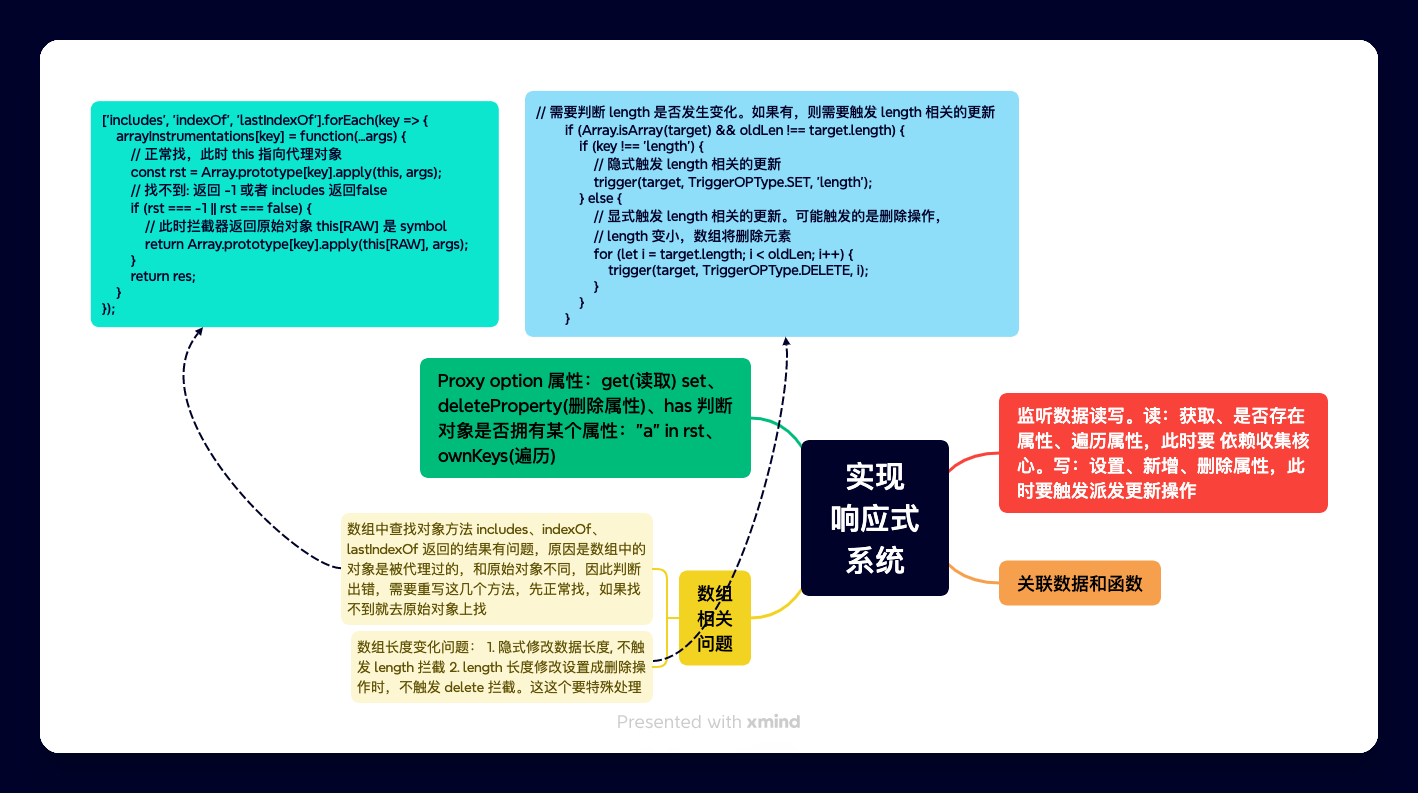 ['includes', 'indexOf', 'lastIndexOf'].forEach(key => {
arrayInstrumentations[key] = function(...args) {
// 正常找，此时 this 指向代理对象
const rst = Array.prototype[key].apply(this, args);
// 找不到: 返回 -1 或者 includes 返回false
if (rst === -1 || rst === false) {
// 此时拦截器返回原始对象 this[RAW] 是 symbol
return Array.prototype[key].apply(this[RAW], args);
}
return res;
}
});
// 需要判断 length 是否发生变化。如果有，则需要触发 length 相关的更新
if (Array.isArray(target) && oldLen !== target.length) {
if (key !== 'length') {
// 隐式触发 length 相关的更新
trigger(target, TriggerOPType.SET, 'length');
} else {
// 显式触发 length 相关的更新。可能触发的是删除操作，
// length 变小，数组将删除元素
for (let i = target.length; i < oldLen; i++) {
trigger(target, TriggerOPType.DELETE, i);
}
}
}
Proxy option 属性：get(读取) set、
deleteProperty(删除属性)、has 判断
对象是否拥有某个属性："a" in rst、
ownKeys(遍历)
监听数据读写。读：获取、是否存在
属性、遍历属性，此时要 依赖收集核
心。写：设置、新增、删除属性，此
时要触发派发更新操作
实现
响应式
系统
关联数据和函数
数组中查找对象方法 includes、indexOf、
lastIndexOf 返回的结果有问题，原因是数组中的
对象是被代理过的，和原始对象不同，因此判断
出错，需要重写这几个方法，先正常找，如果找
不到就去原始对象上找
数组
相关
问题
数组长度变化问题： 1. 隐式修改数据长度, 不触
发 length 拦截 2. length 长度修改设置成删除操
作时，不触发 delete 拦截。这这个要特殊处理
Presented with xmind